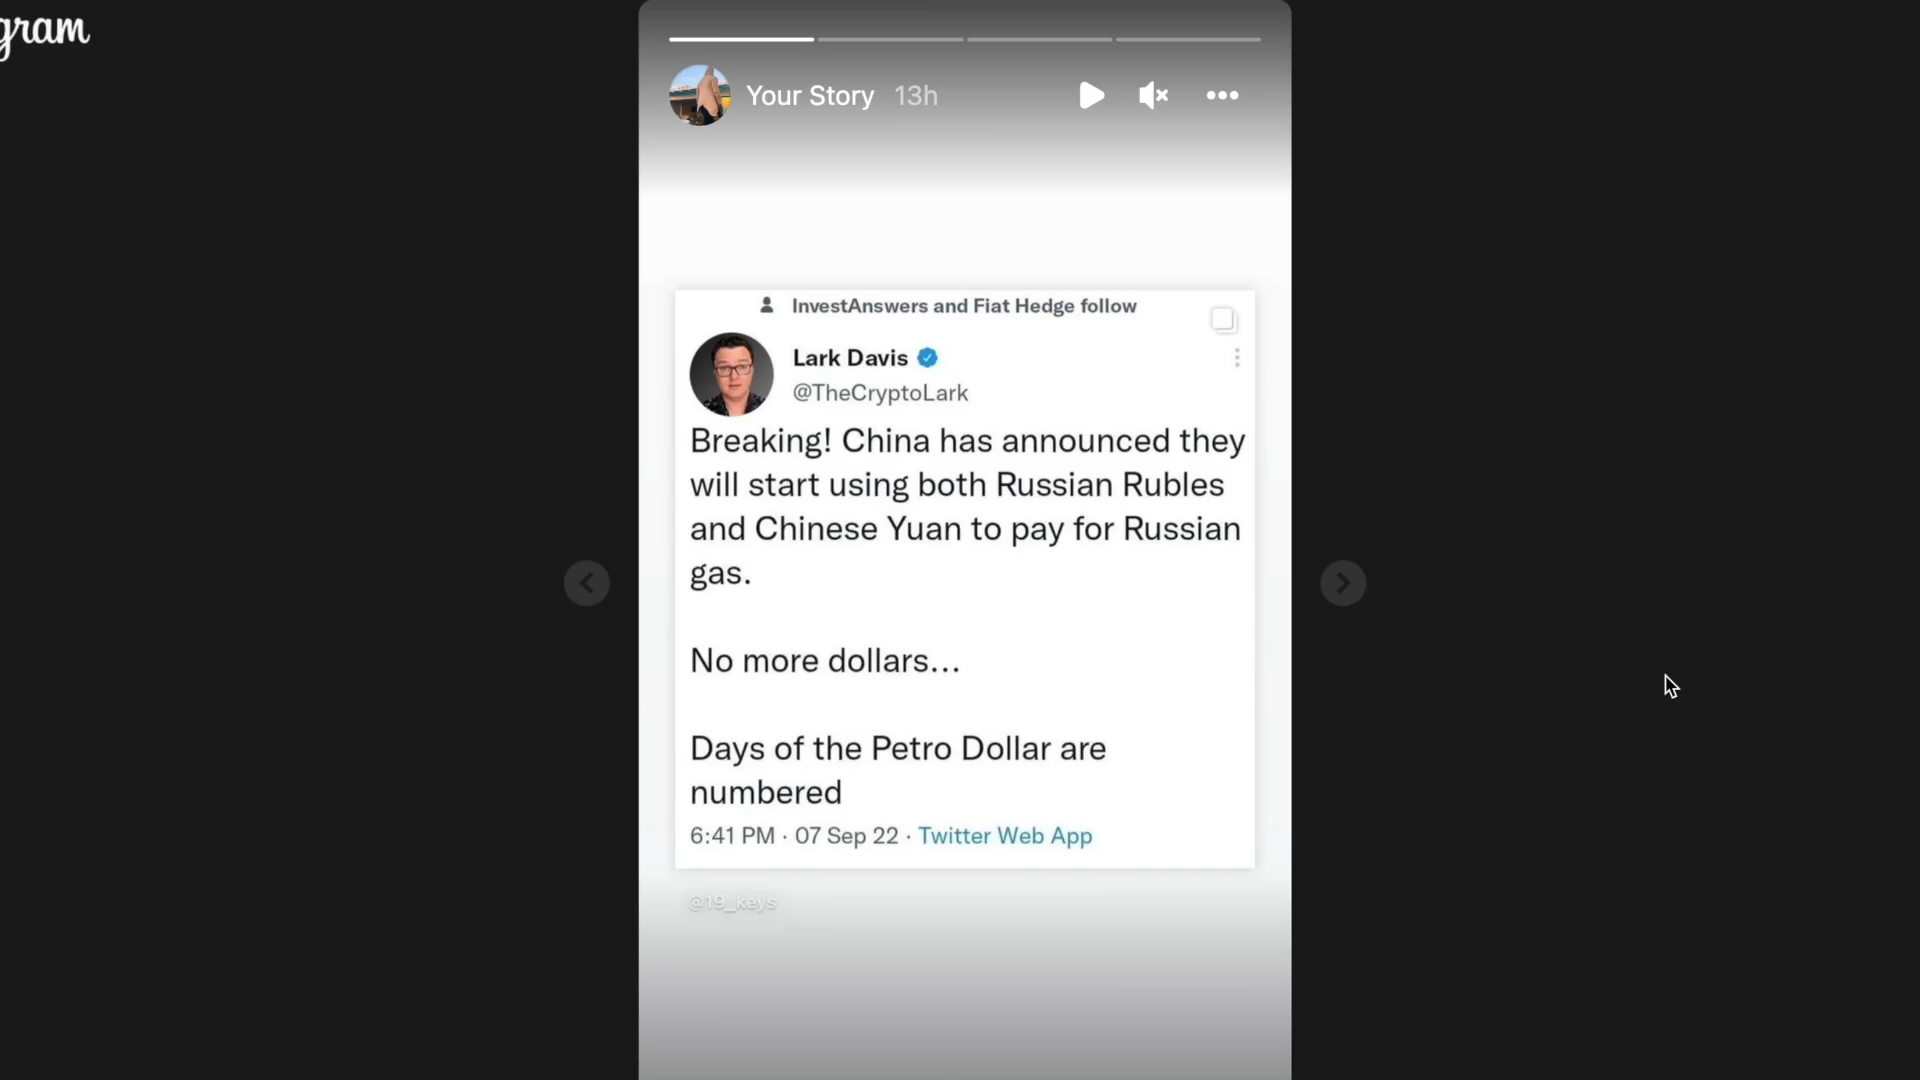 gram
Your Story 13h
InvestAnswers and Fiat Hedge follow
Lark Davis
@TheCryptoLark
Breaking! China has announced they
will start using both Russian Rubles
and Chinese Yuan to pay for Russian
gas.
No more dollars...
Days of the Petro Dollar are
numbered
6:41 PM · 07 Sep 22 · Twitter Web App
@19_keys